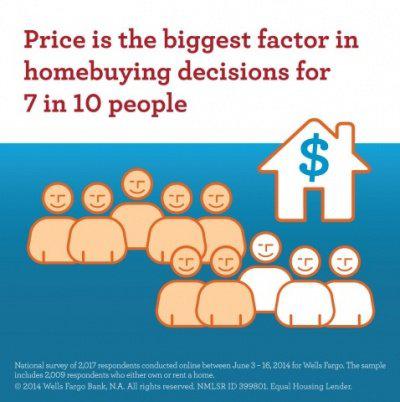 Price is the biggest factor in
homebuying decisions for
7 in 10 people
$
National survey of 2,017 respondents conducted online between June 3 – 16, 2014 for Wells Fargo. The sample
includes 2,009 respondents who either own or rent a home.
© 2014 Wells Fargo Bank, N.A. All rights reserved. NMLSR ID 399801. Equal Housing Lender.